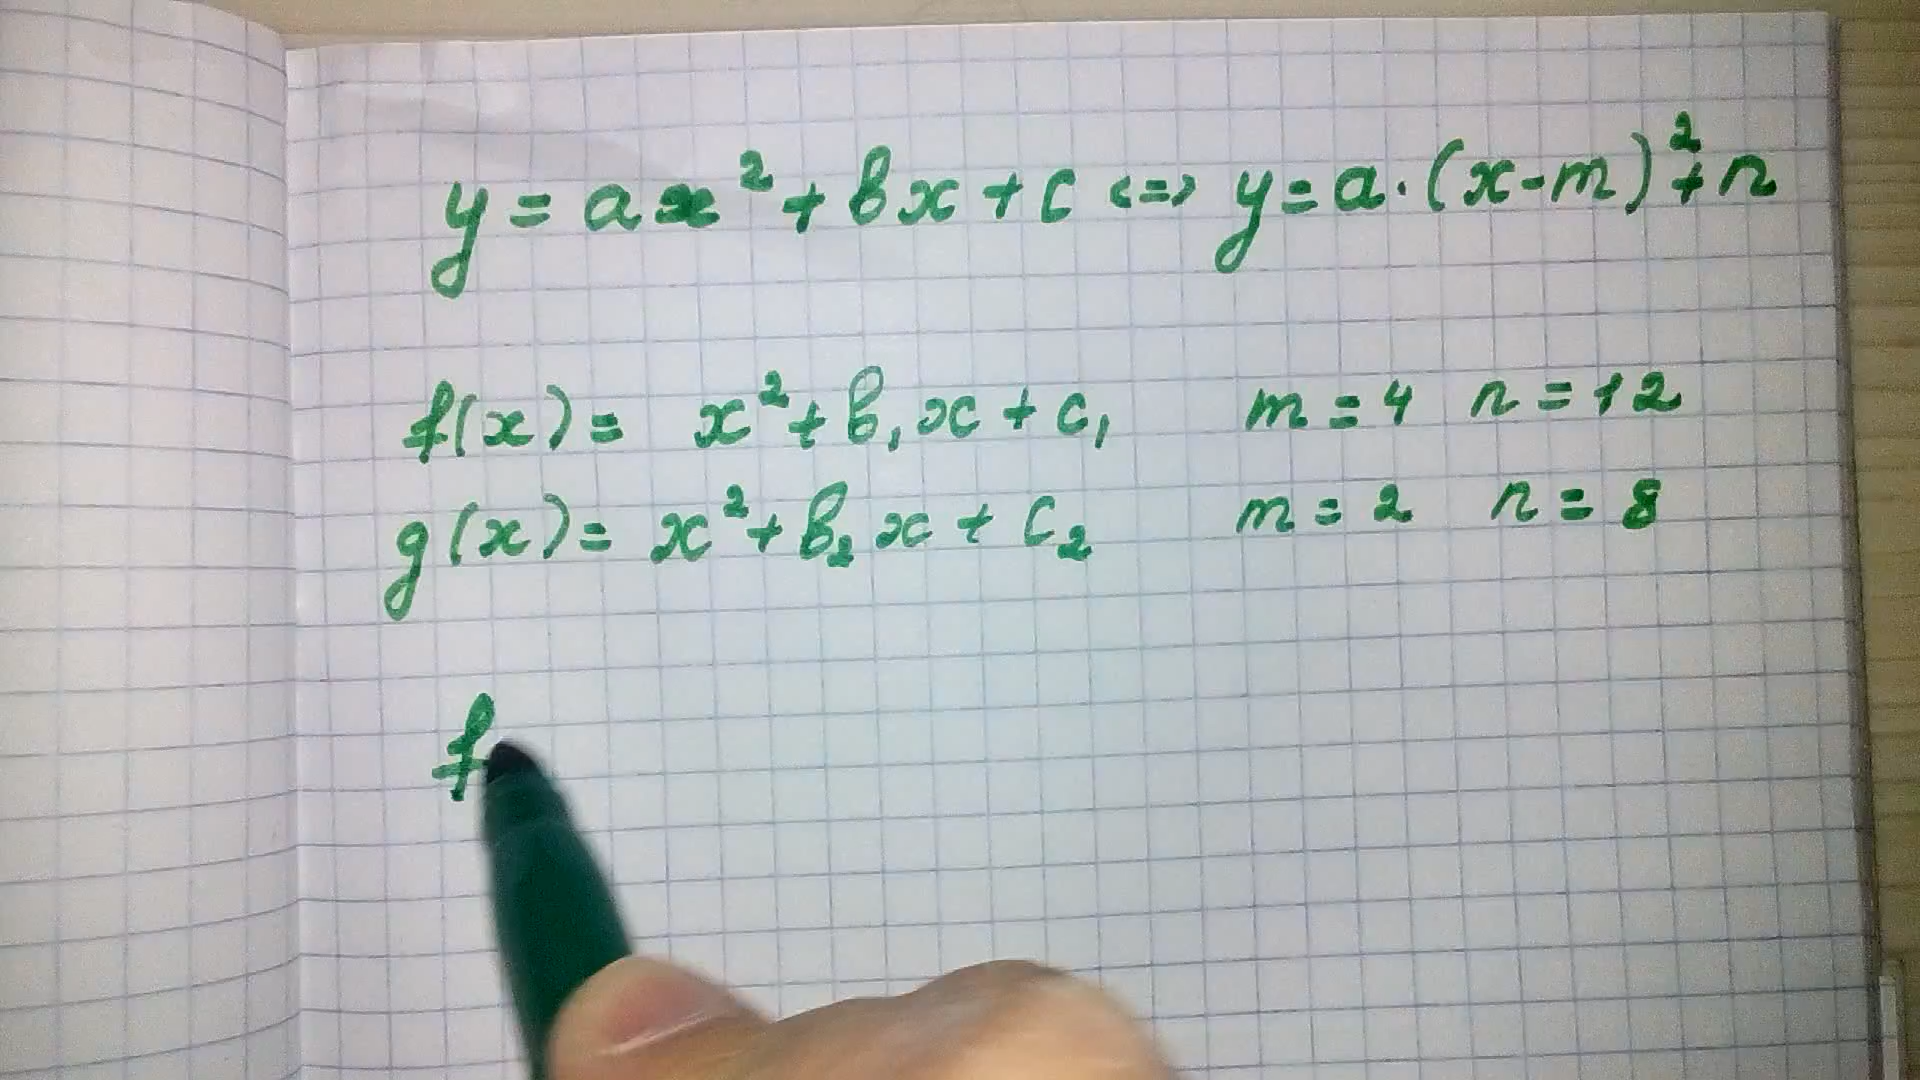 y = ax² + bx + c <=> y = a · (x - m)² + n
f(x) = x² + b₁x + c₁ m = 4 n = 12
g(x) = x² + b₂x + c₂ m = 2 n = 8
f